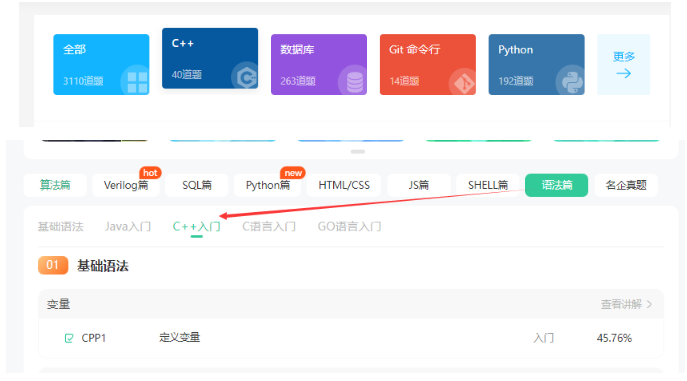 全部
C++
数据库
Git 命令行
Python
更多
3110道题
40道题
263道题
14道题
192道题
hot
new
算法篇
Verilog篇
SQL篇
Python篇
HTML/CSS
JS篇
SHELL篇
语法篇
名企真题
基础语法
Java入门
C++入门
C语言入门
GO语言入门
01 基础语法
变量
查看讲解 >
CPP1 定义变量 入门 45.76%